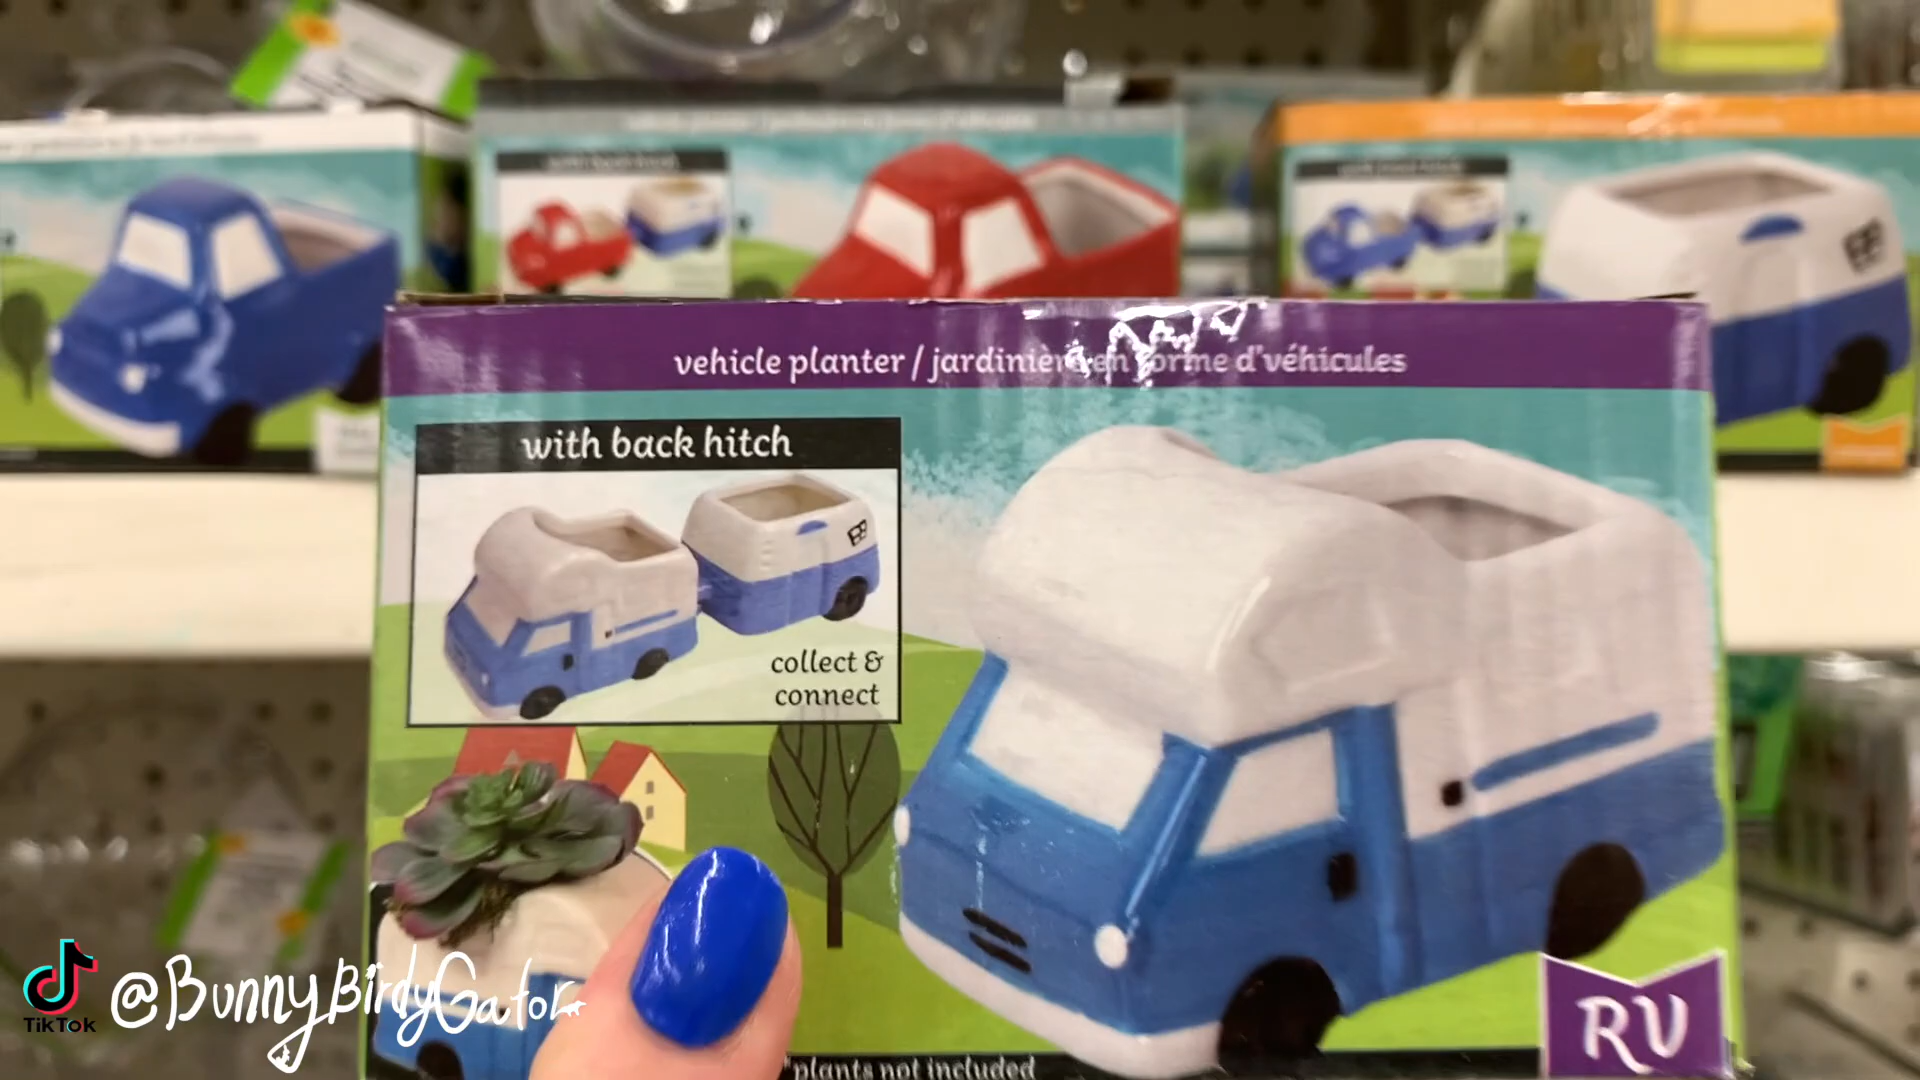 vehicle planter / jardinière en forme d'véhicules
with back hitch
collect &
connect
RV
*plants not included
TikTok
@BunnyBirdyGator